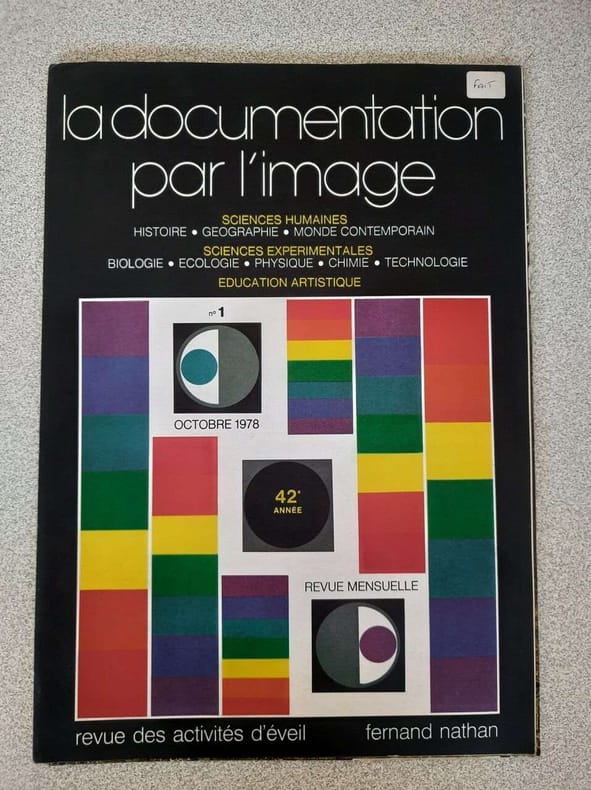 FAIT
la documentation
par l'image
SCIENCES HUMAINES
HISTOIRE • GEOGRAPHIE • MONDE CONTEMPORAIN
SCIENCES EXPERIMENTALES
BIOLOGIE • ECOLOGIE • PHYSIQUE • CHIMIE • TECHNOLOGIE
EDUCATION ARTISTIQUE
nº 1
OCTOBRE 1978
42e
ANNÉE
REVUE MENSUELLE
revue des activités d'éveil fernand nathan